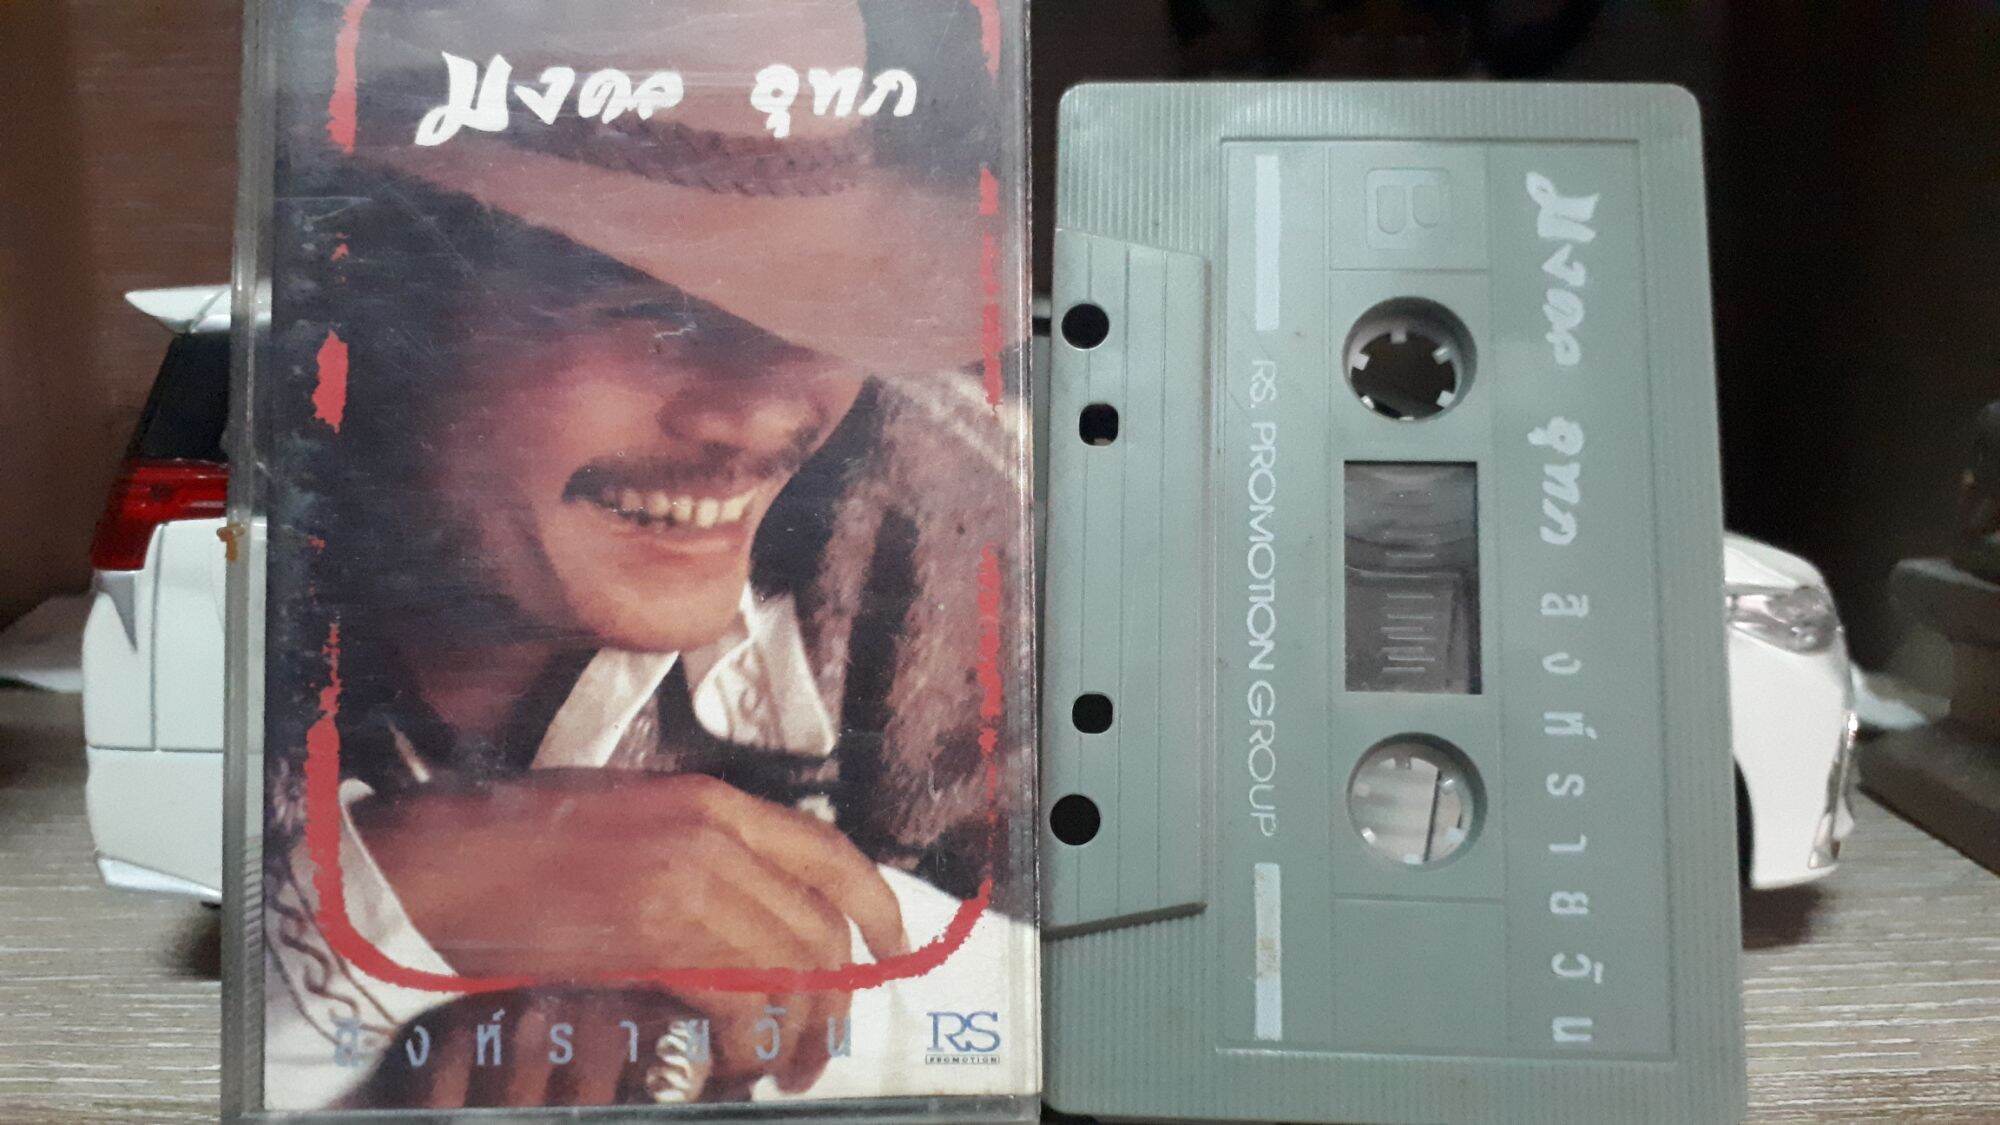 มงคล อุทก
สิงห์รายวัน
RS
PROMOTION
B
RS. PROMOTION GROUP
มงคล อุทก สิงห์รายวัน